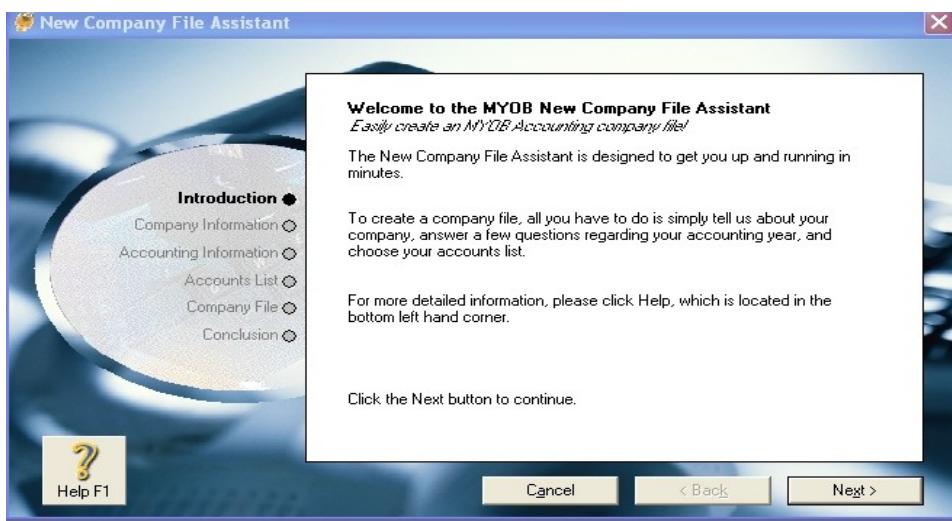 New Company File Assistant
Welcome to the MYOB New Company File Assistant
Easily create an MYOB Accounting company file!
The New Company File Assistant is designed to get you up and running in
minutes.
To create a company file, all you have to do is simply tell us about your
company, answer a few questions regarding your accounting year, and
choose your accounts list.
For more detailed information, please click Help, which is located in the
bottom left hand corner.
Click the Next button to continue.
Introduction
Company Information
Accounting Information
Accounts List
Company File
Conclusion
Help F1
Cancel
< Back
Next >